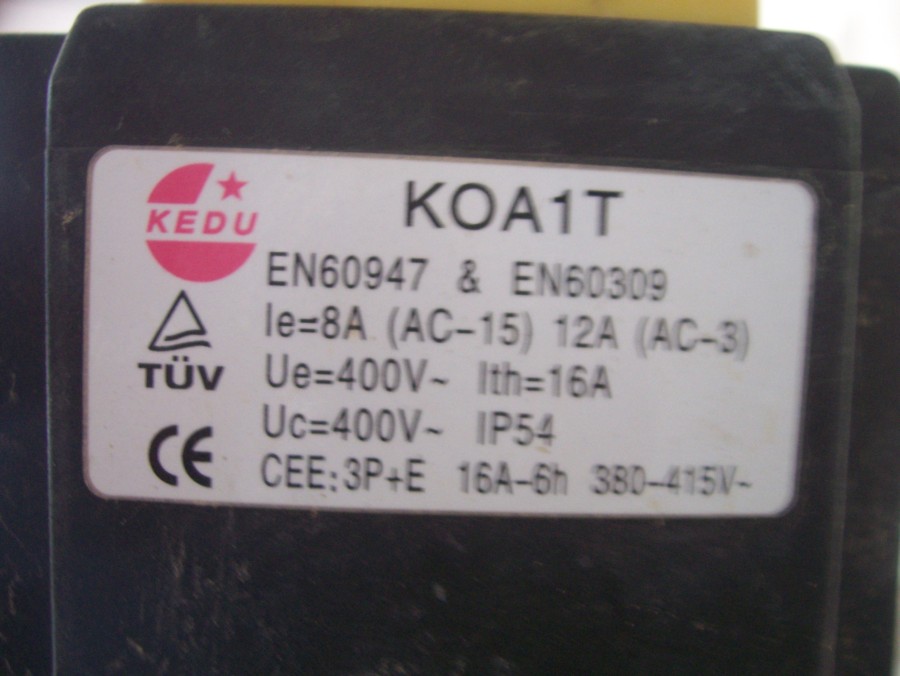 KEDU
KOA1T
EN60947 & EN60309
Ie=8A (AC-15) 12A (AC-3)
TÜV
Ue=400V~ Ith=16A
Uc=400V~ IP54
CE
CEE:3P+E 16A-6h 380-415V~